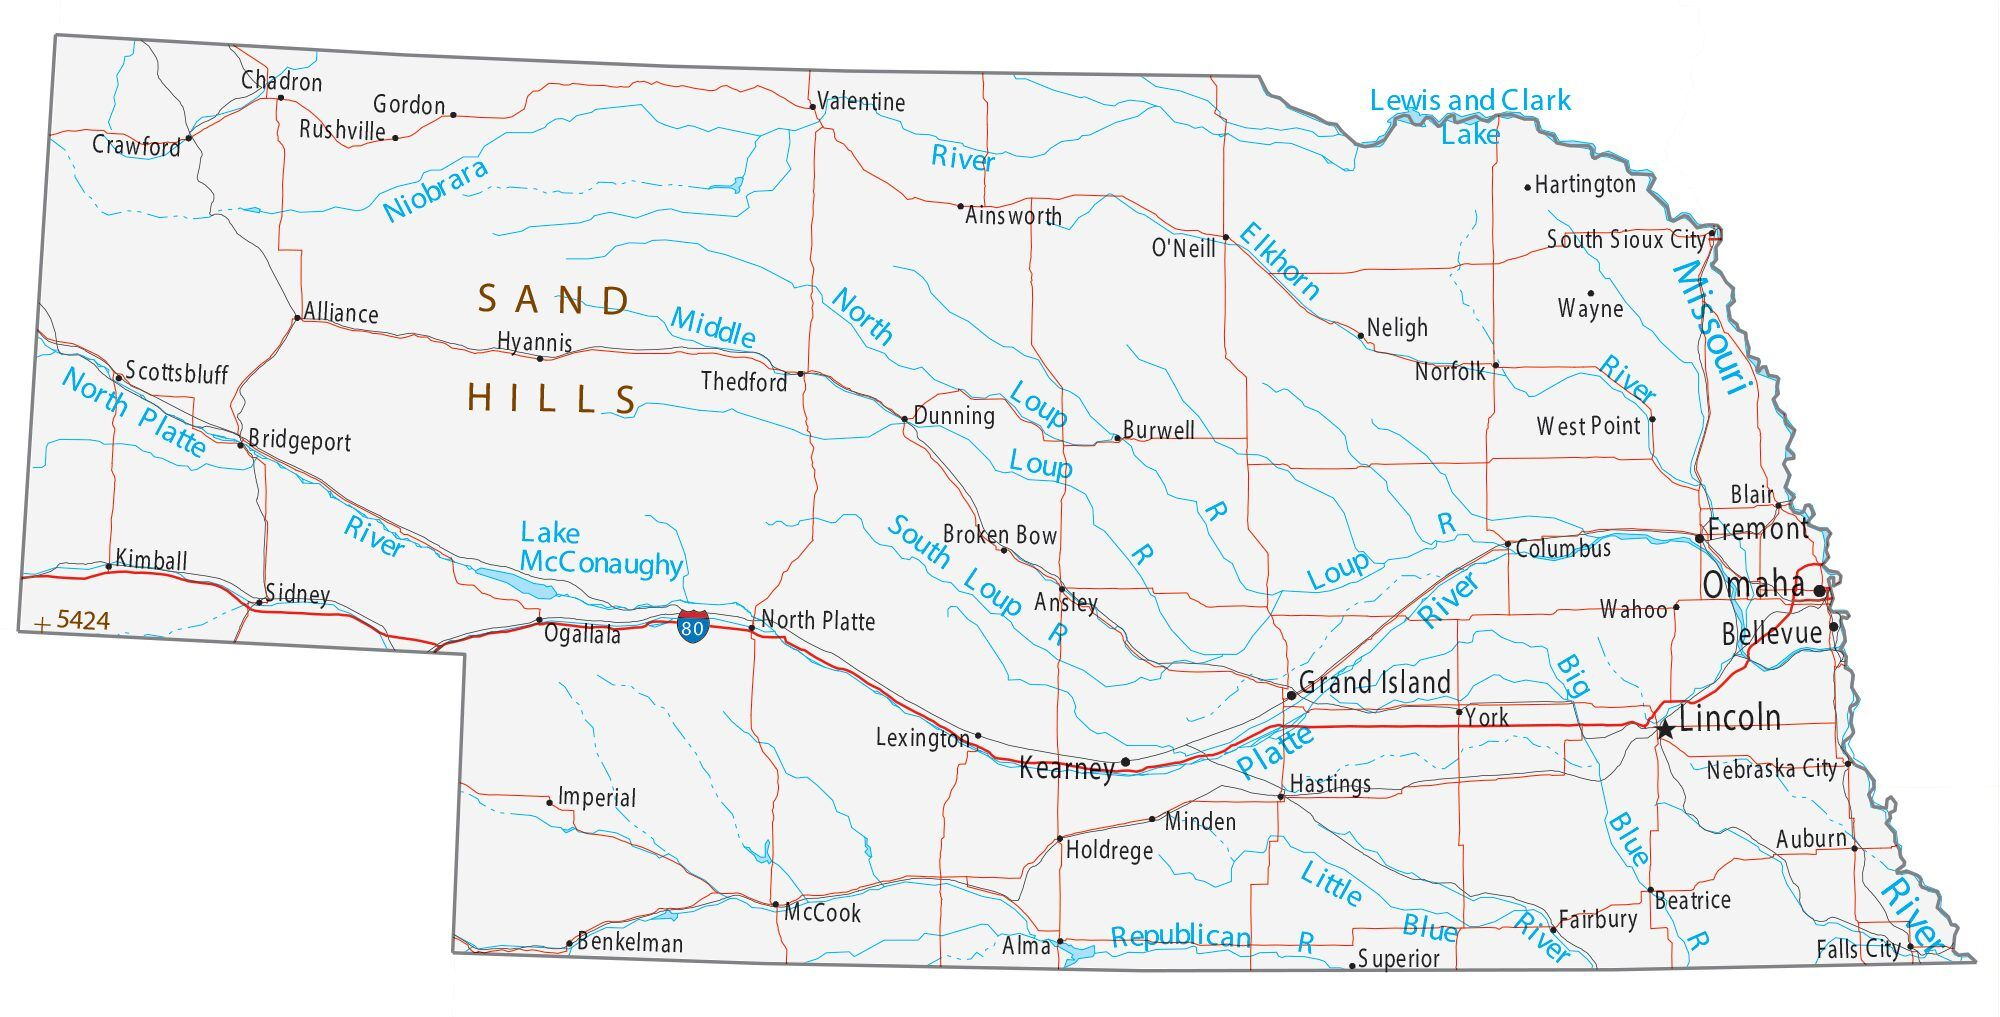 Chadron
Gordon
Rushville
Crawford
Valentine
Lewis and Clark
Lake
Niobrara
River
Ainsworth
Hartington
O'Neill
Elkhorn
South Sioux City
Missouri
Wayne
SAND
HILLS
Alliance
Hyannis
Middle
North
Neligh
Scottsbluff
Thedford
Norfolk
River
North Platte
Dunning
Loup
Burwell
West Point
Bridgeport
Loup
R
R
River
Lake
McConaughy
South Loup R
Broken Bow
Loup
R
Blair
Fremont
Columbus
Kimball
Sidney
Ansley
Omaha
Wahoo
River
5424
Ogallala
80
North Platte
Bellevue
Big
Grand Island
York
Lincoln
Lexington
Kearney
Platte
Hastings
Nebraska City
Imperial
Minden
Holdrege
Blue
Auburn
Little
Beatrice
River
McCook
Fairbury
Benkelman
Alma
Republican R
Blue
River
R
Falls City
Superior